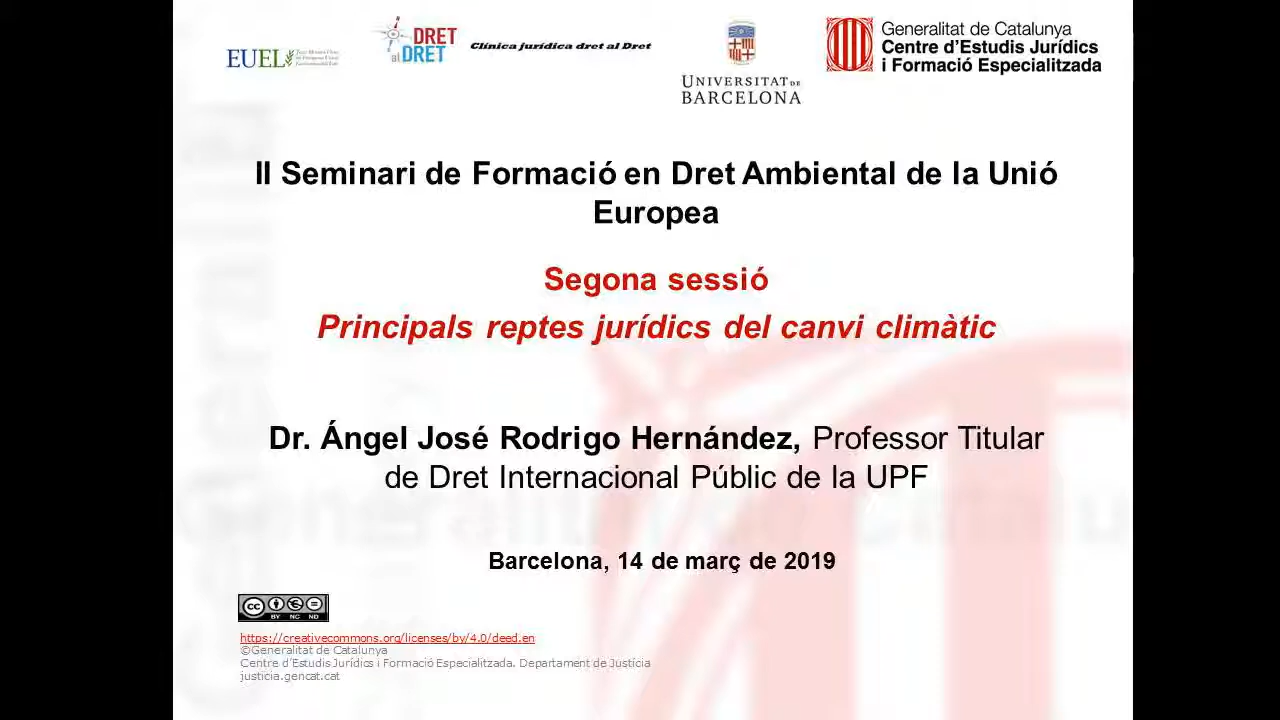 EUEL
DRET
al DRET
Clínica jurídica dret al Dret
UNIVERSITAT DE
BARCELONA
Generalitat de Catalunya
Centre d'Estudis Jurídics
i Formació Especialitzada
II Seminari de Formació en Dret Ambiental de la Unió
Europea
Segona sessió
Principals reptes jurídics del canvi climàtic
Dr. Ángel José Rodrigo Hernández, Professor Titular
de Dret Internacional Públic de la UPF
Barcelona, 14 de març de 2019
cc
BY NC ND
https://creativecommons.org/licenses/by/4.0/deed.en
©Generalitat de Catalunya
Centre d'Estudis Jurídics i Formació Especialitzada. Departament de Justícia
justicia.gencat.cat